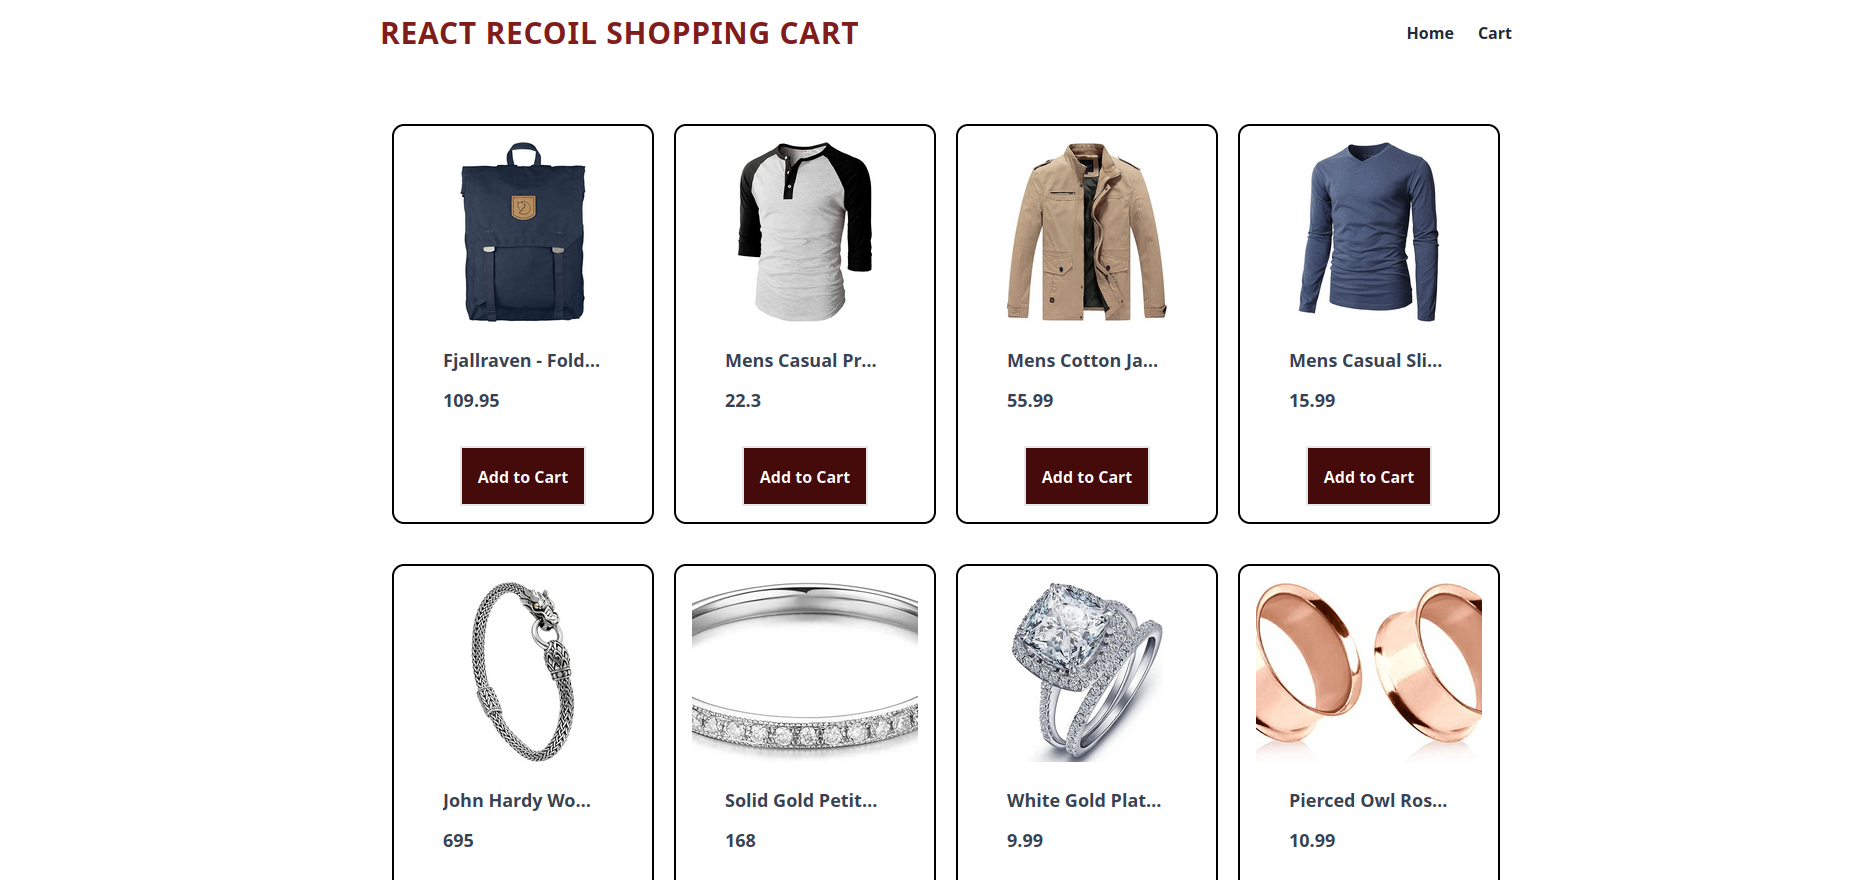 REACT RECOIL SHOPPING CART
Home Cart
Fjallraven - Fold...
109.95
Add to Cart
Mens Casual Pr...
22.3
Add to Cart
Mens Cotton Ja...
55.99
Add to Cart
Mens Casual Sli...
15.99
Add to Cart
John Hardy Wo...
695
Solid Gold Petit...
168
White Gold Plat...
9.99
Pierced Owl Ros...
10.99